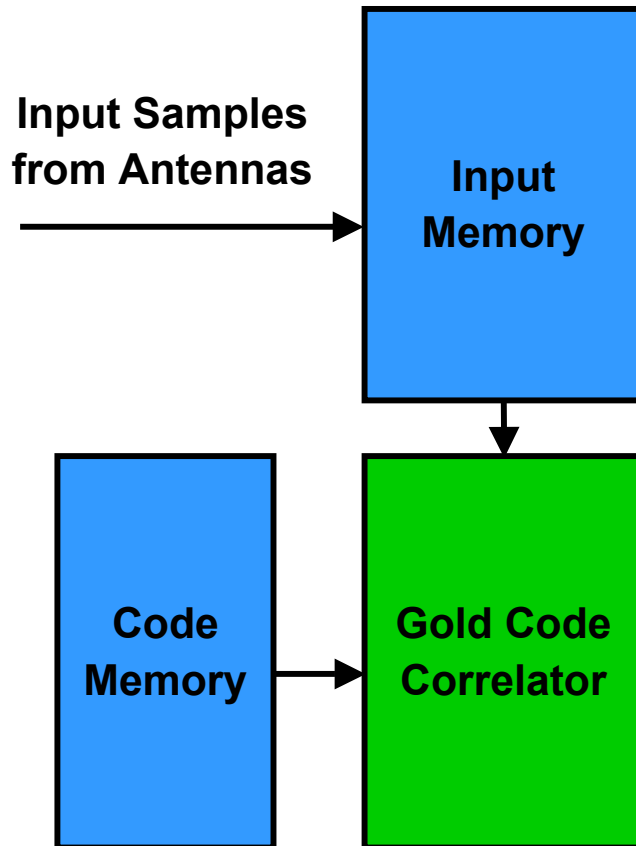 Input Samples
from Antennas
Input
Memory
Code
Memory
Gold Code
Correlator